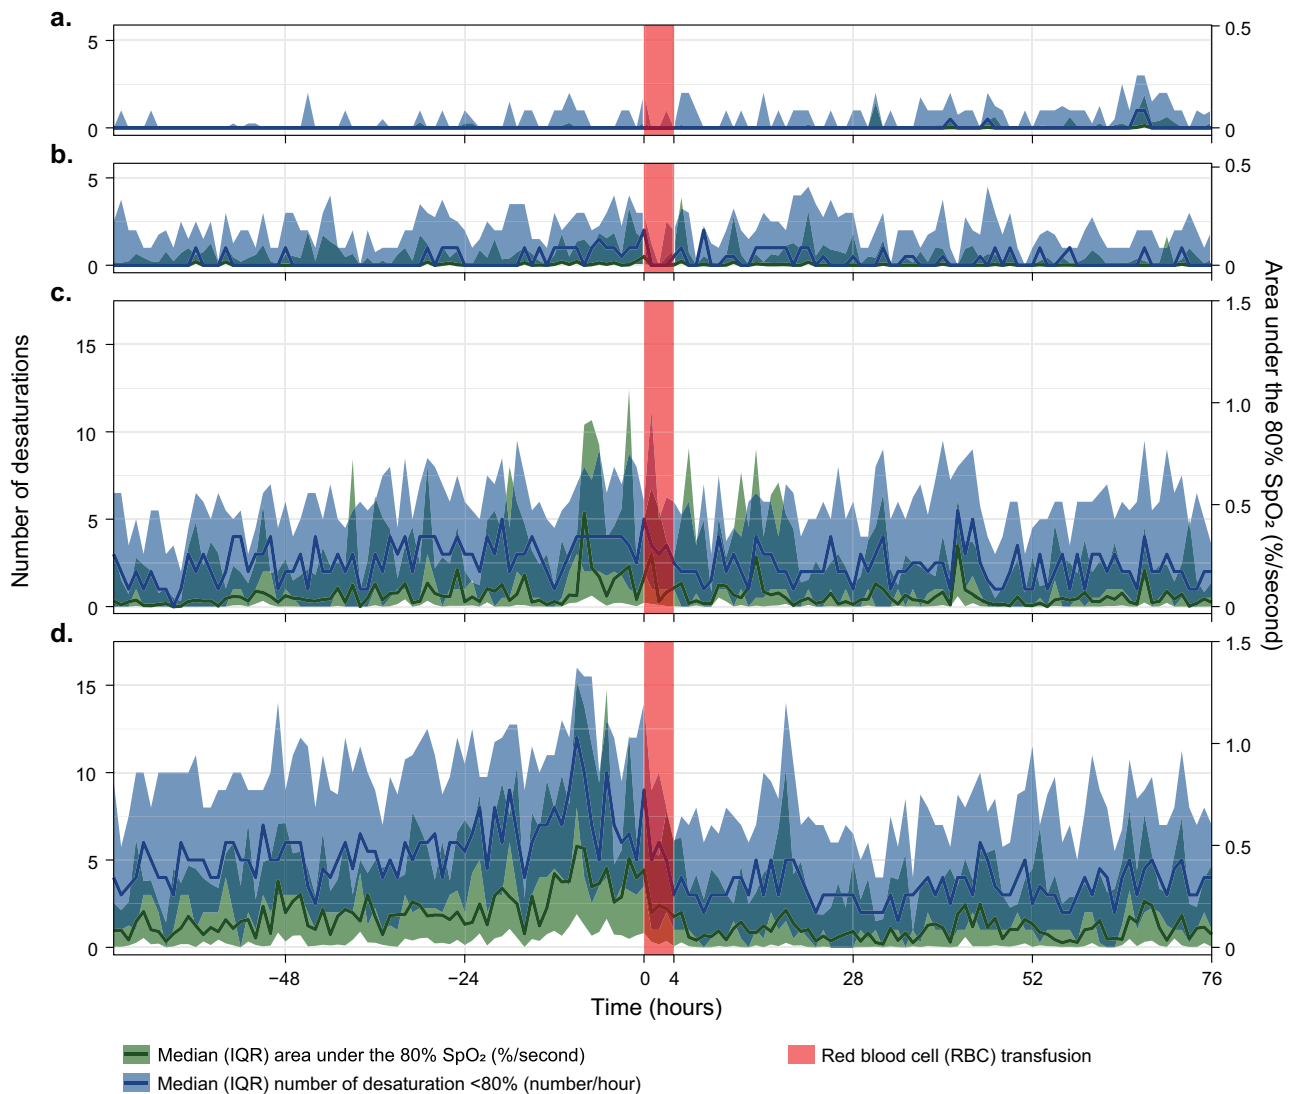 a.
5
0
0.5
0
b.
5
0
0.5
0
c.
15
10
5
0
1.5
1.0
0.5
0
d.
15
10
5
0
1.5
1.0
0.5
0
Number of desaturations
Area under the 80% SpO₂ (%/second)
−48 −24 0 4 28 52 76
Time (hours)
Median (IQR) area under the 80% SpO₂ (%/second)
Median (IQR) number of desaturation <80% (number/hour)
Red blood cell (RBC) transfusion